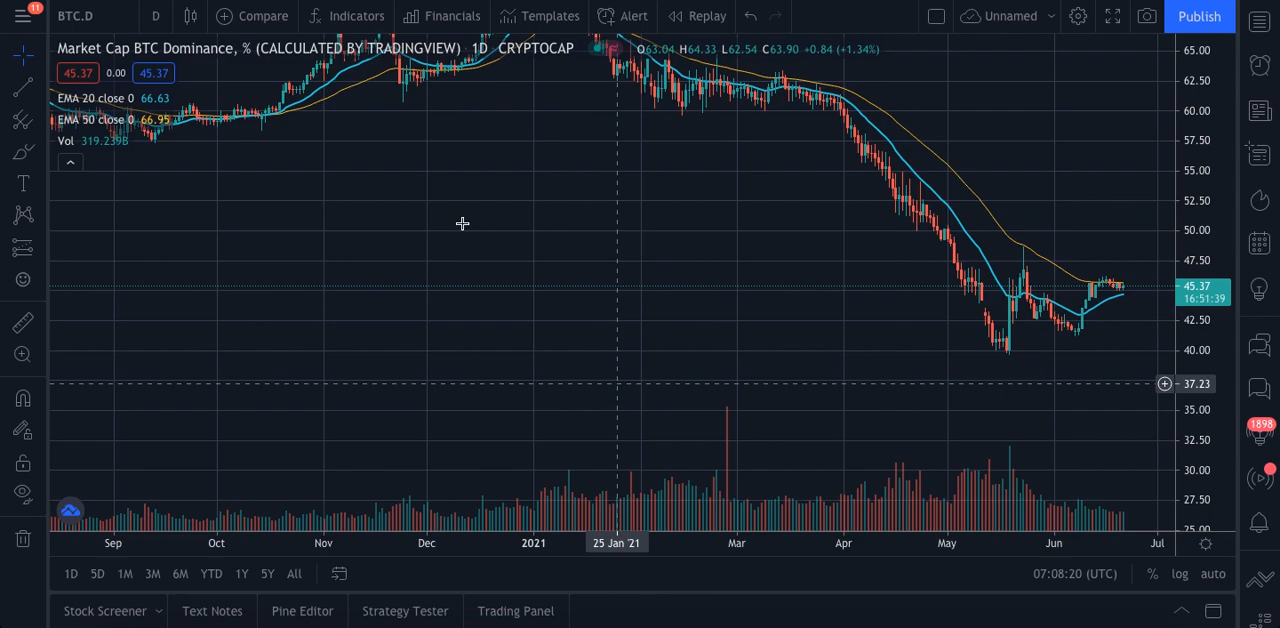 11
BTC.D
D
Compare
Indicators
Financials
Templates
Alert
Replay
Unnamed
Publish
Market Cap BTC Dominance, % (CALCULATED BY TRADINGVIEW) · 1D · CRYPTOCAP
O63.04 H64.33 L62.54 C63.90 +0.84 (+1.34%)
45.37 0.00 45.37
EMA 20 close 0 66.63
EMA 50 close 0 66.95
Vol 319.239B
65.00
62.50
60.00
57.50
55.00
52.50
50.00
47.50
45.37
16:51:39
42.50
40.00
37.23
35.00
32.50
30.00
27.50
25.00
1898
Sep
Oct
Nov
Dec
2021
25 Jan '21
Mar
Apr
May
Jun
Jul
1D 5D 1M 3M 6M YTD 1Y 5Y All
07:08:20 (UTC)
% log auto
Stock Screener
Text Notes
Pine Editor
Strategy Tester
Trading Panel